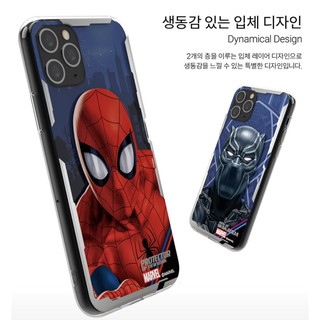 생동감 있는 입체 디자인
Dynamical Design
2개의 층을 이루는 입체 레이어 디자인으로
생동감을 느낄 수 있는 특별한 디자인입니다.
PROTECTOR
MARVEL
MARVEL